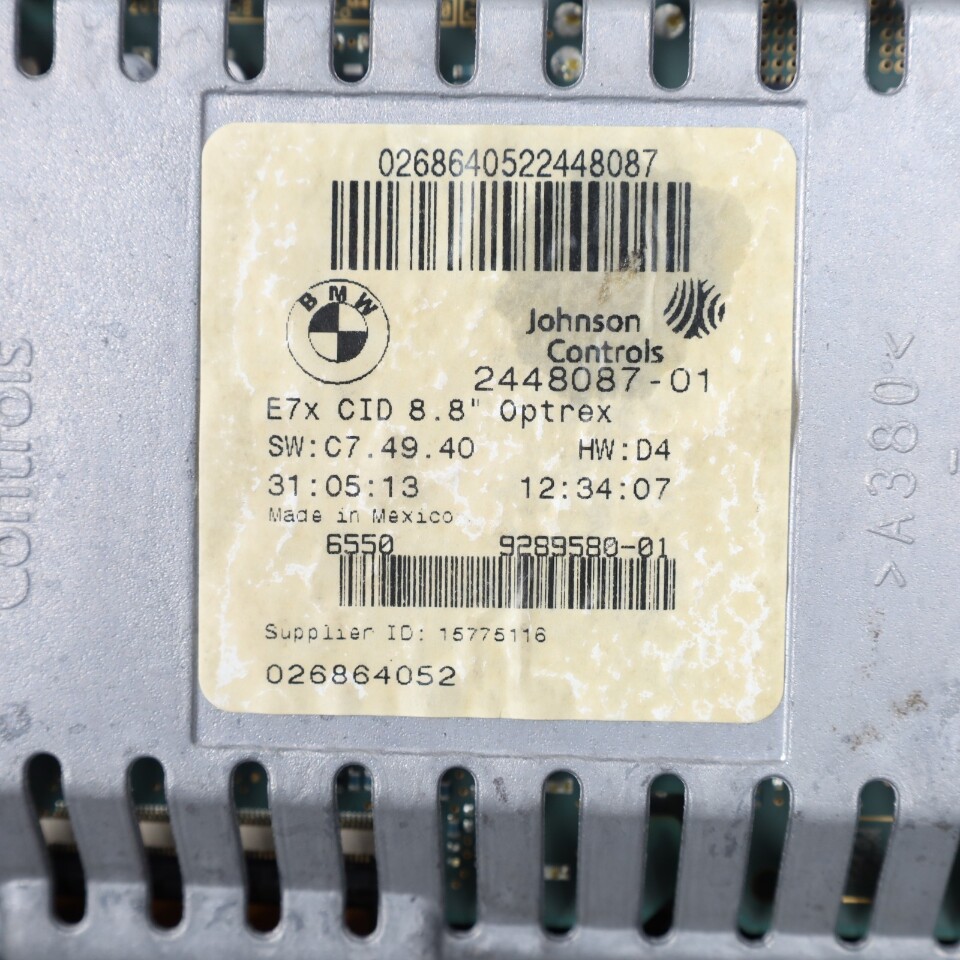 0268640522448087
BMW
Johnson
Controls
2448087-01
E7x CID 8.8" Optrex
SW:C7.49.40 HW:D4
31:05:13 12:34:07
Made in Mexico
6550 9289580-01
Supplier ID: 15775116
026864052
Controls
>A380<